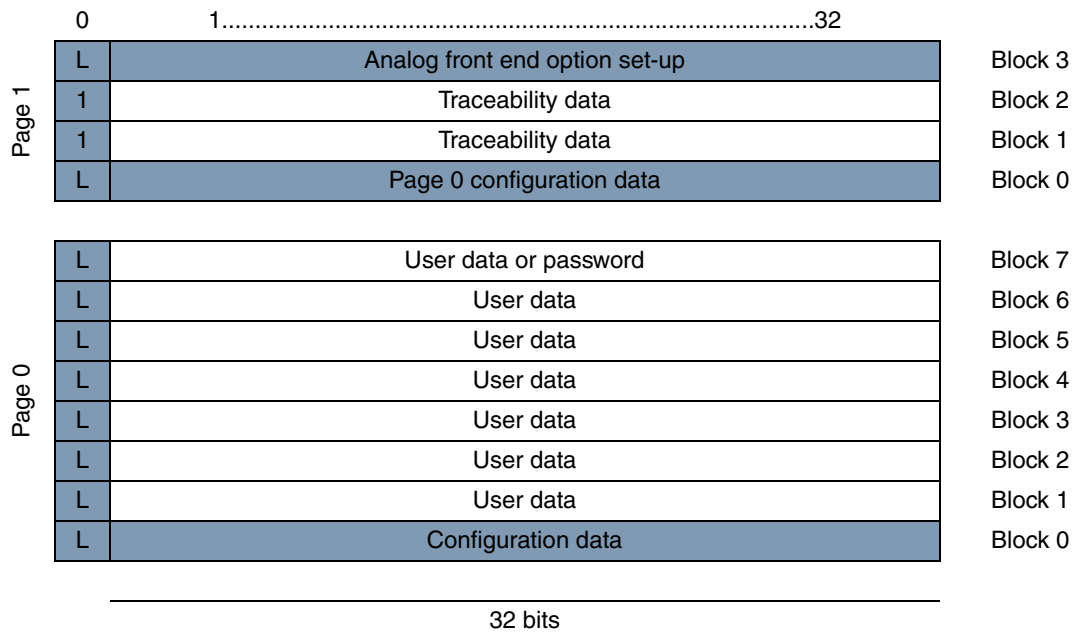 0 1...................................................................................32
Page 1
L Analog front end option set-up Block 3
1 Traceability data Block 2
1 Traceability data Block 1
L Page 0 configuration data Block 0
Page 0
L User data or password Block 7
L User data Block 6
L User data Block 5
L User data Block 4
L User data Block 3
L User data Block 2
L User data Block 1
L Configuration data Block 0
32 bits